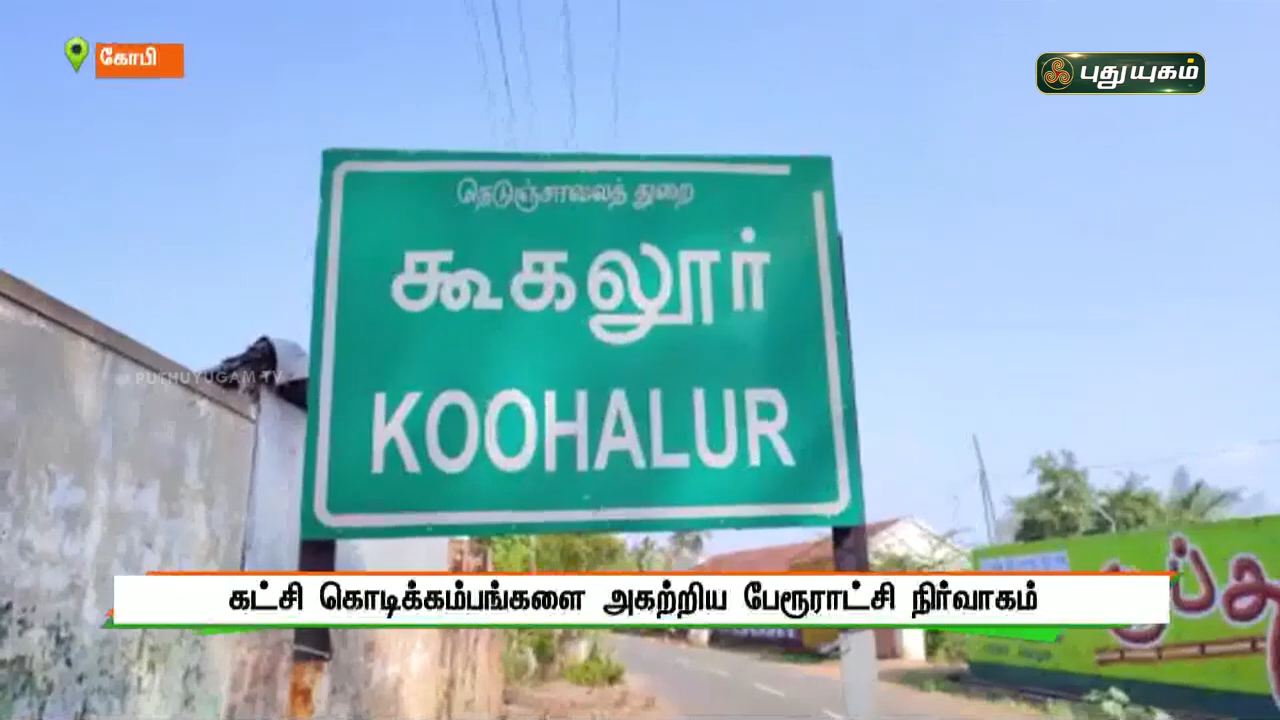 கோபி
புதுயுகம்
நெடுஞ்சாலைத் துறை
கூகலூர்
PUTHUYUGAM TV
KOOHALUR
கட்சி கொடிக்கம்பங்களை அகற்றிய பேரூராட்சி நிர்வாகம்